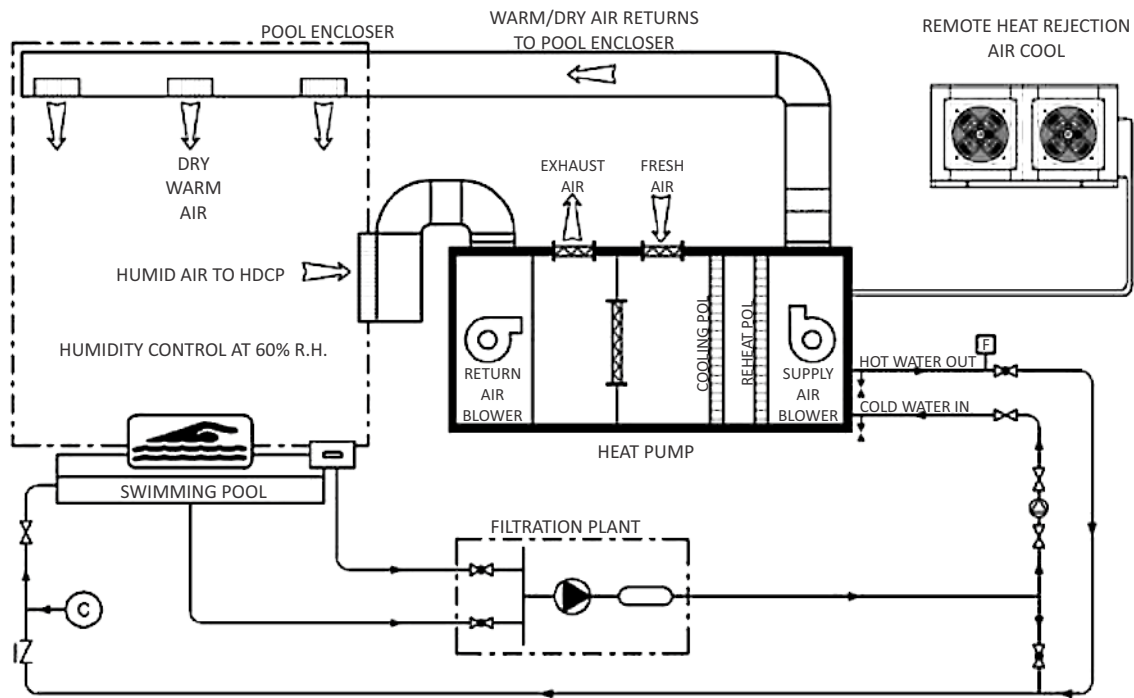 POOL ENCLOSER
WARM/DRY AIR RETURNS
TO POOL ENCLOSER
REMOTE HEAT REJECTION
AIR COOL
DRY
WARM
AIR
EXHAUST
AIR
FRESH
AIR
HUMID AIR TO HDCP
HUMIDITY CONTROL AT 60% R.H.
RETURN
AIR
BLOWER
COOLING POL
REHEAT POL
SUPPLY
AIR
BLOWER
HOT WATER OUT
F
COLD WATER IN
HEAT PUMP
SWIMMING POOL
FILTRATION PLANT
C